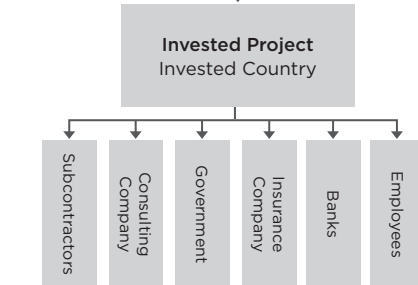 Invested Project
Invested Country
Subcontractors
Consulting
Company
Government
Insurance
Company
Banks
Employees